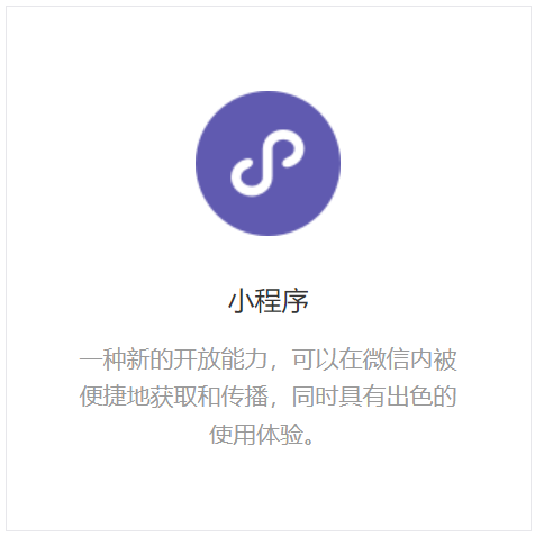 小程序
一种新的开放能力，可以在微信内被
便捷地获取和传播，同时具有出色的
使用体验。